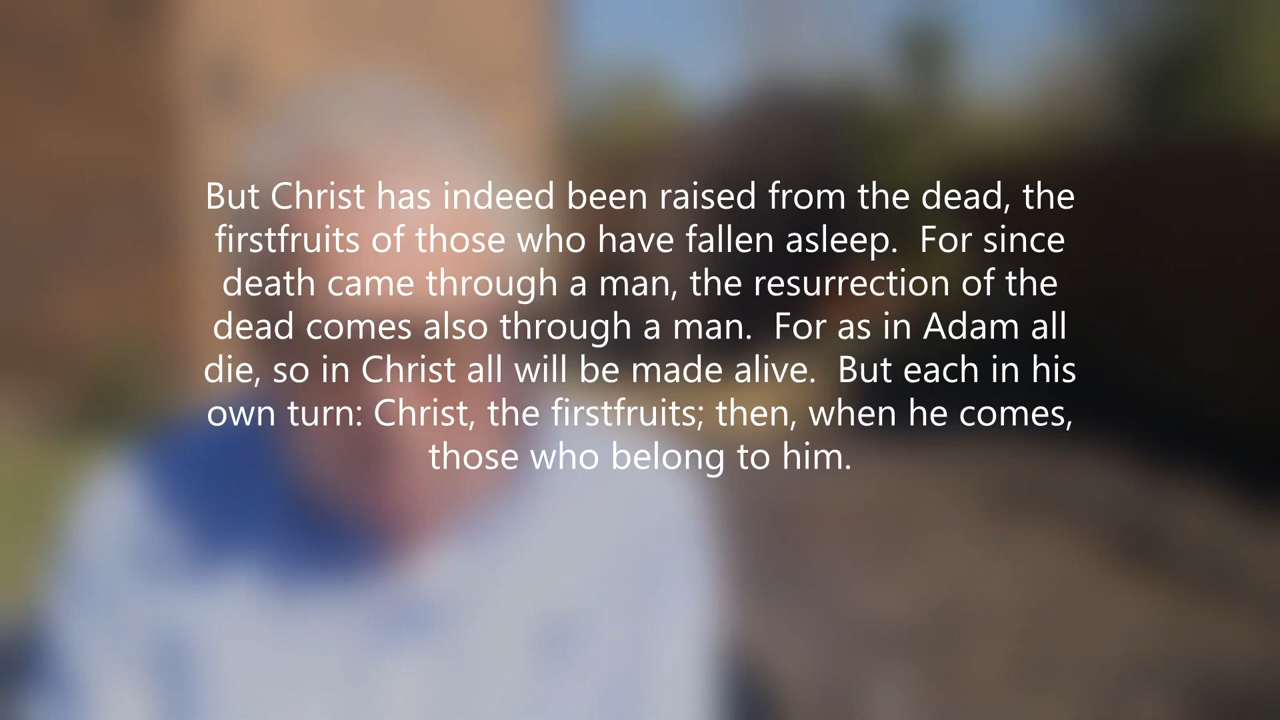 But Christ has indeed been raised from the dead, the
firstfruits of those who have fallen asleep.  For since
death came through a man, the resurrection of the
dead comes also through a man.  For as in Adam all
die, so in Christ all will be made alive.  But each in his
own turn: Christ, the firstfruits; then, when he comes,
those who belong to him.